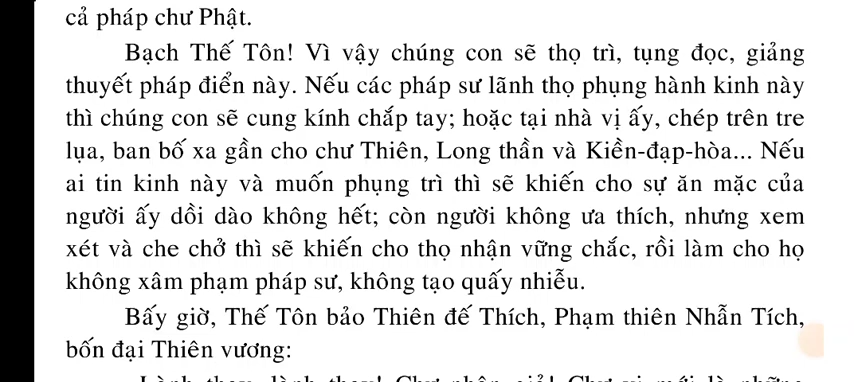 cả pháp chư Phật.
Bạch Thế Tôn! Vì vậy chúng con sẽ thọ trì, tụng đọc, giảng
thuyết pháp điển này. Nếu các pháp sư lãnh thọ phụng hành kinh này
thì chúng con sẽ cung kính chắp tay; hoặc tại nhà vị ấy, chép trên tre
lụa, ban bố xa gần cho chư Thiên, Long thần và Kiền-đạp-hòa... Nếu
ai tin kinh này và muốn phụng trì thì sẽ khiến cho sự ăn mặc của
người ấy dồi dào không hết; còn người không ưa thích, nhưng xem
xét và che chở thì sẽ khiến cho thọ nhận vững chắc, rồi làm cho họ
không xâm phạm pháp sư, không tạo quấy nhiễu.
Bấy giờ, Thế Tôn bảo Thiên đế Thích, Phạm thiên Nhẫn Tích,
bốn đại Thiên vương: